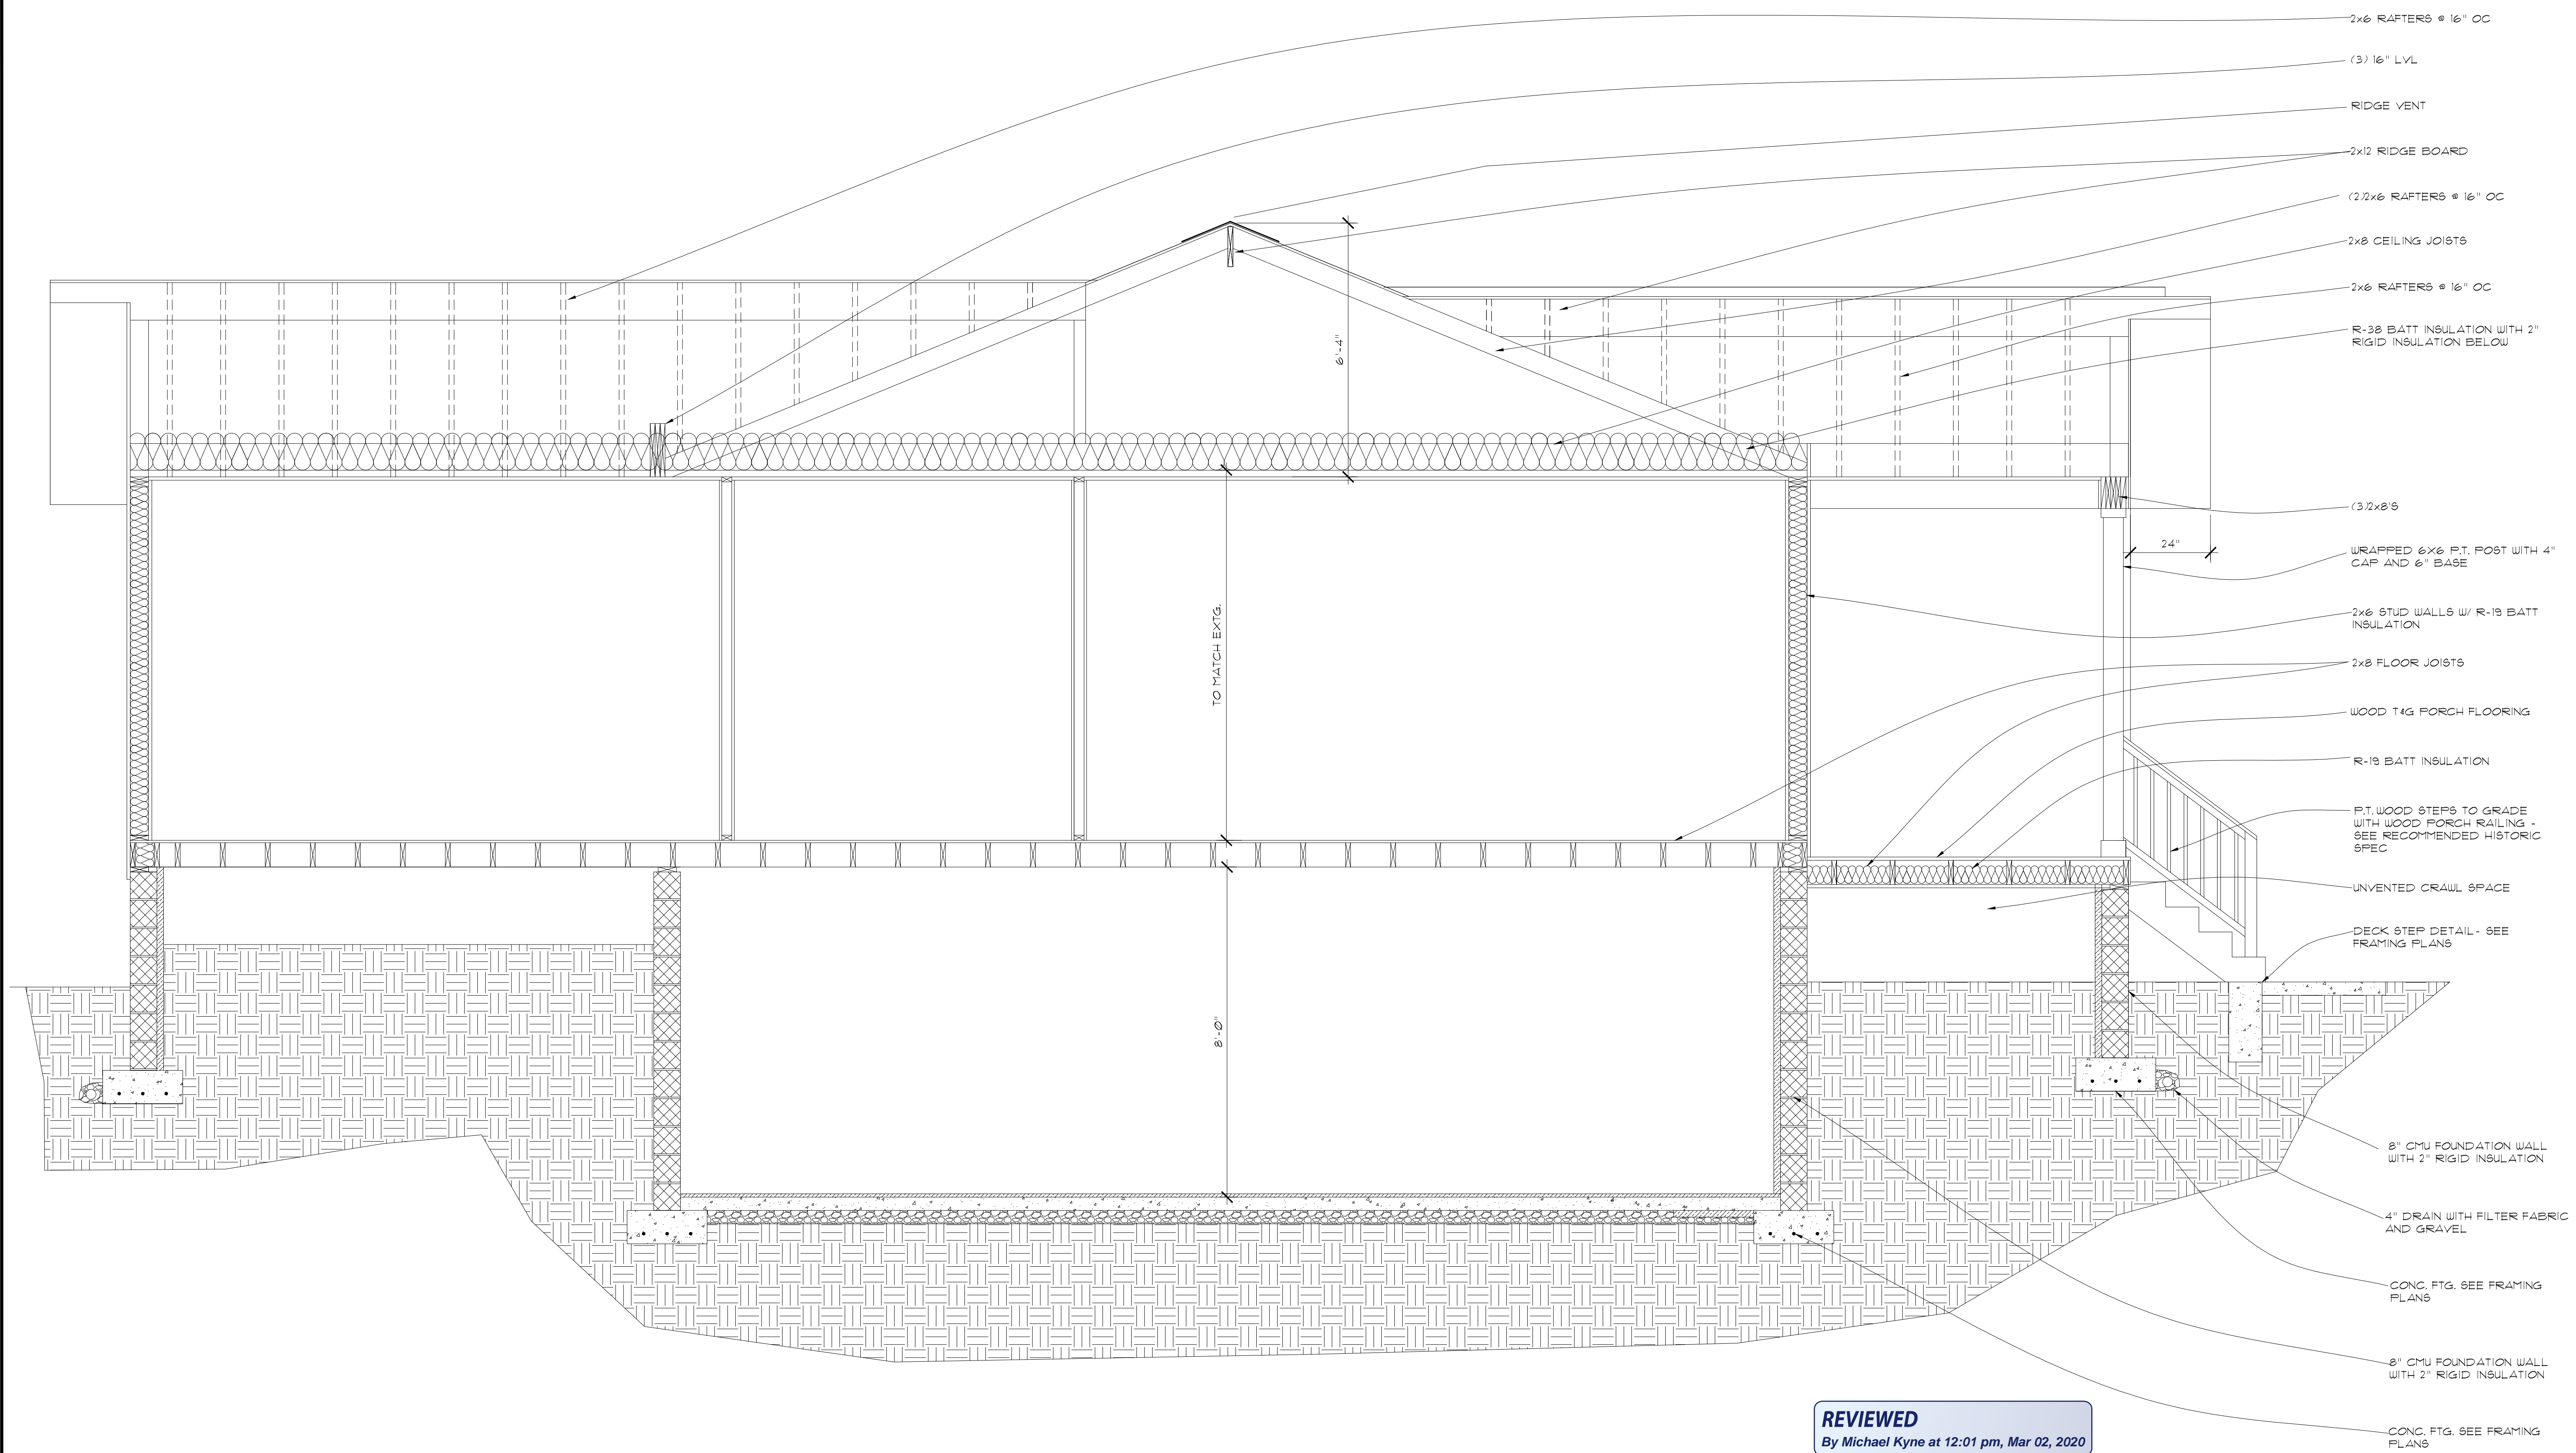 2x6 RAFTERS @ 16" OC
(3) 16" LVL
RIDGE VENT
2x12 RIDGE BOARD
(2)2x6 RAFTERS @ 16" OC
2x8 CEILING JOISTS
2x6 RAFTERS @ 16" OC
R-38 BATT INSULATION WITH 2"
RIGID INSULATION BELOW
6'-4"
(3)2x8'S
24"
WRAPPED 6X6 P.T. POST WITH 4"
CAP AND 6" BASE
2x6 STUD WALLS W/ R-19 BATT
INSULATION
TO MATCH EXTG.
2x8 FLOOR JOISTS
WOOD T&G PORCH FLOORING
R-19 BATT INSULATION
P.T. WOOD STEPS TO GRADE
WITH WOOD PORCH RAILING -
SEE RECOMMENDED HISTORIC
SPEC
UNVENTED CRAWL SPACE
DECK STEP DETAIL- SEE
FRAMING PLANS
8'-0"
8" CMU FOUNDATION WALL
WITH 2" RIGID INSULATION
4" DRAIN WITH FILTER FABRIC
AND GRAVEL
CONC. FTG. SEE FRAMING
PLANS
8" CMU FOUNDATION WALL
WITH 2" RIGID INSULATION
CONC. FTG. SEE FRAMING
PLANS
REVIEWED
By Michael Kyne at 12:01 pm, Mar 02, 2020